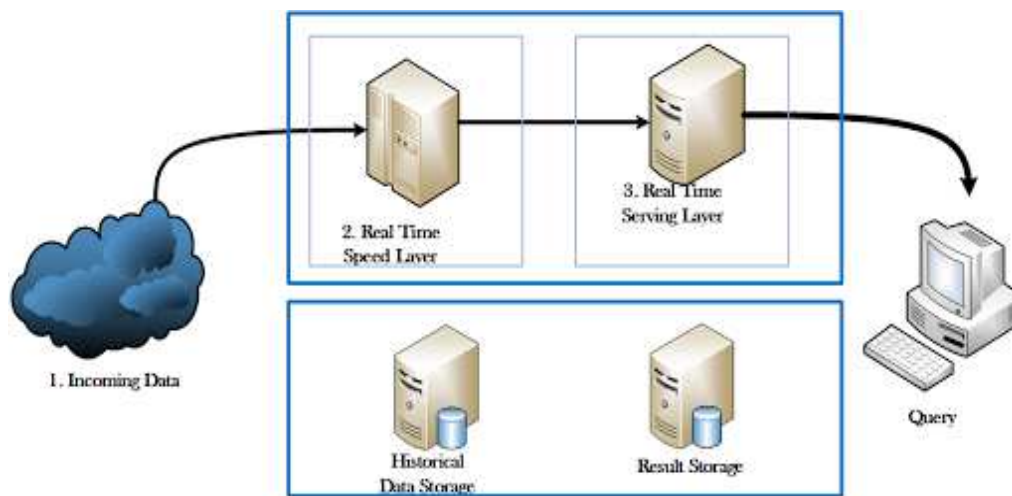 2. Real Time
Speed Layer
3. Real Time
Serving Layer
1. Incoming Data
Historical
Data Storage
Result Storage
Query